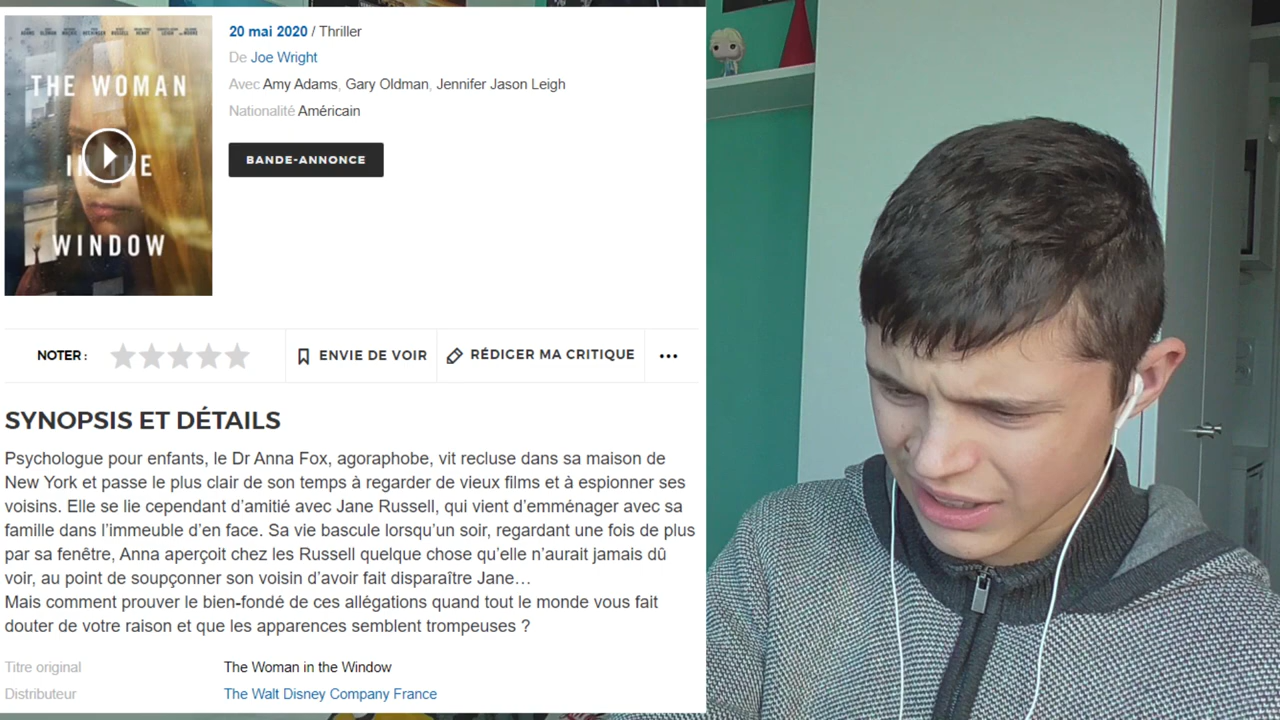 THE WOMAN
WINDOW
20 mai 2020 / Thriller
De Joe Wright
Avec Amy Adams, Gary Oldman, Jennifer Jason Leigh
Nationalité Américain
BANDE-ANNONCE
NOTER :
ENVIE DE VOIR
RÉDIGER MA CRITIQUE
SYNOPSIS ET DÉTAILS
Psychologue pour enfants, le Dr Anna Fox, agoraphobe, vit recluse dans sa maison de
New York et passe le plus clair de son temps à regarder de vieux films et à espionner ses
voisins. Elle se lie cependant d’amitié avec Jane Russell, qui vient d’emménager avec sa
famille dans l’immeuble d’en face. Sa vie bascule lorsqu’un soir, regardant une fois de plus
par sa fenêtre, Anna aperçoit chez les Russell quelque chose qu’elle n’aurait jamais dû
voir, au point de soupçonner son voisin d’avoir fait disparaître Jane…
Mais comment prouver le bien-fondé de ces allégations quand tout le monde vous fait
douter de votre raison et que les apparences semblent trompeuses ?
Titre original The Woman in the Window
Distributeur The Walt Disney Company France